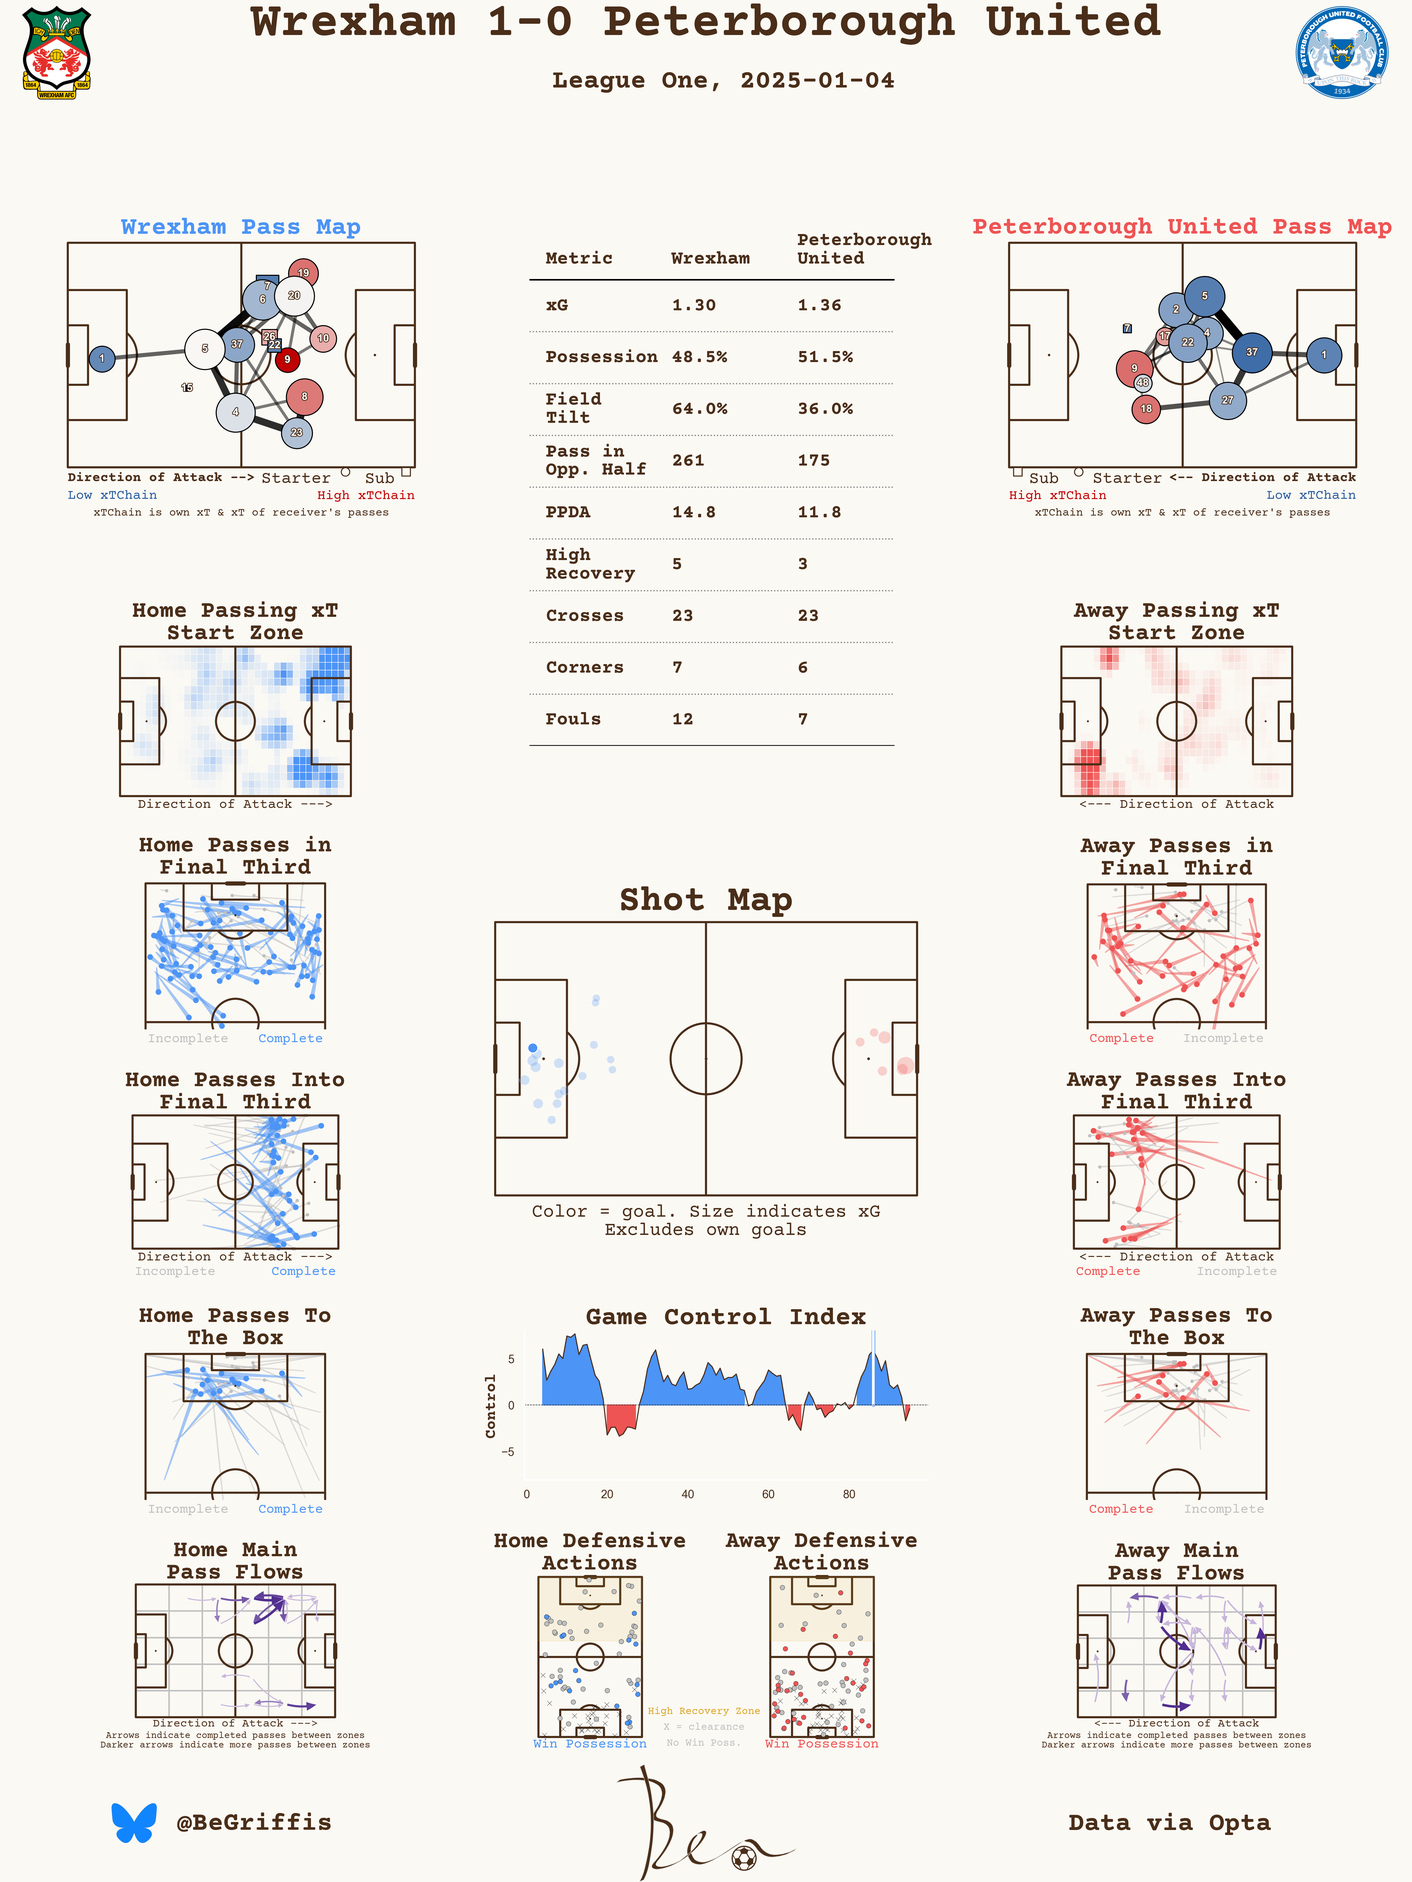 Wrexham 1-0 Peterborough United
League One, 2025-01-04
1864 1864
WREXHAM AFC
PETERBOROUGH UNITED FOOTBALL CLUB
UPON THIS ROCK
1934
Wrexham Pass Map
7
19
6
20
26
22
10
5
37
9
1
15
8
4
23
Direction of Attack --> Starter Sub
Low xTChain High xTChain
xTChain is own xT & xT of receiver's passes
Metric Wrexham Peterborough United
xG 1.30 1.36
Possession 48.5% 51.5%
Field Tilt 64.0% 36.0%
Pass in Opp. Half 261 175
PPDA 14.8 11.8
High Recovery 5 3
Crosses 23 23
Corners 7 6
Fouls 12 7
Peterborough United Pass Map
5
2
7
17
4
22
37
1
9
48
27
18
Sub Starter <-- Direction of Attack
High xTChain Low xTChain
xTChain is own xT & xT of receiver's passes
Home Passing xT
Start Zone
Direction of Attack --->
Away Passing xT
Start Zone
<--- Direction of Attack
Home Passes in
Final Third
Incomplete Complete
Away Passes in
Final Third
Complete Incomplete
Shot Map
Color = goal. Size indicates xG
Excludes own goals
Home Passes Into
Final Third
Direction of Attack --->
Incomplete Complete
Away Passes Into
Final Third
<--- Direction of Attack
Complete Incomplete
Home Passes To
The Box
Incomplete Complete
Game Control Index
Control
5
0
−5
0 20 40 60 80
Away Passes To
The Box
Complete Incomplete
Home Main
Pass Flows
Direction of Attack --->
Arrows indicate completed passes between zones
Darker arrows indicate more passes between zones
Home Defensive
Actions
Win Possession
High Recovery Zone
X = clearance
No Win Poss.
Away Defensive
Actions
Win Possession
Away Main
Pass Flows
<--- Direction of Attack
Arrows indicate completed passes between zones
Darker arrows indicate more passes between zones
@BeGriffis
Ben
Data via Opta